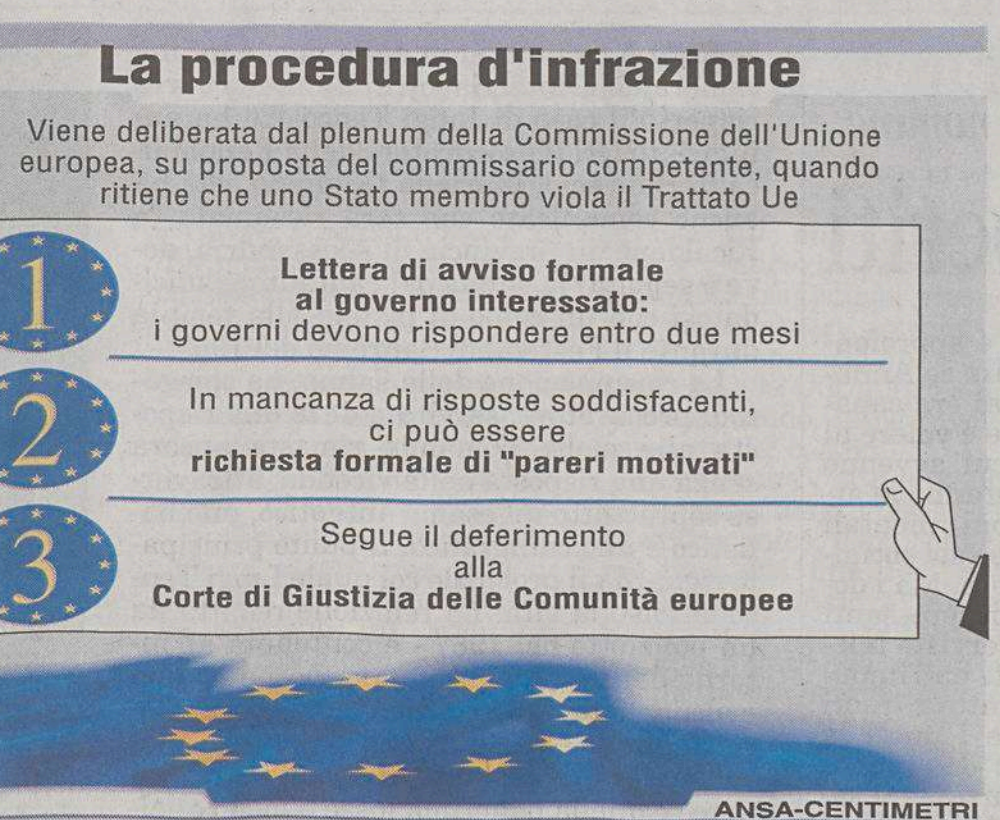 La procedura d'infrazione
Viene deliberata dal plenum della Commissione dell'Unione
europea, su proposta del commissario competente, quando
ritiene che uno Stato membro viola il Trattato Ue
1
Lettera di avviso formale
al governo interessato:
i governi devono rispondere entro due mesi
2
In mancanza di risposte soddisfacenti,
ci può essere
richiesta formale di "pareri motivati"
3
Segue il deferimento
alla
Corte di Giustizia delle Comunità europee
ANSA-CENTIMETRI